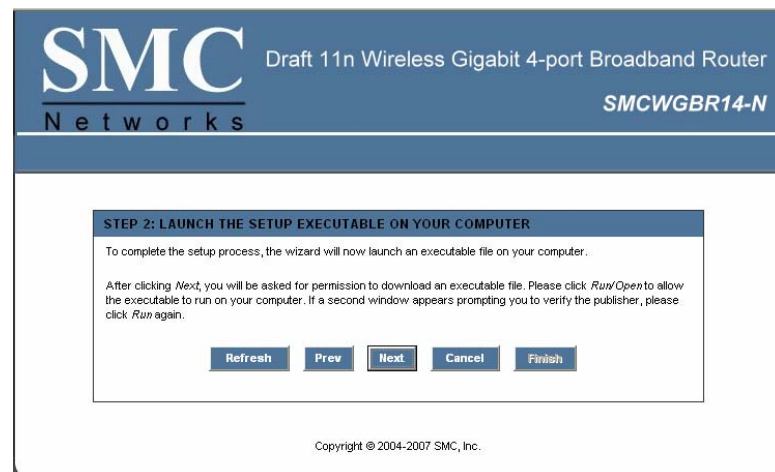 SMC
Networks
Draft 11n Wireless Gigabit 4-port Broadband Router
SMCWGBR14-N
STEP 2: LAUNCH THE SETUP EXECUTABLE ON YOUR COMPUTER
To complete the setup process, the wizard will now launch an executable file on your computer.
After clicking Next, you will be asked for permission to download an executable file. Please click Run/Open to allow
the executable to run on your computer. If a second window appears prompting you to verify the publisher, please
click Run again.
Refresh Prev Next Cancel Finish
Copyright © 2004-2007 SMC, Inc.